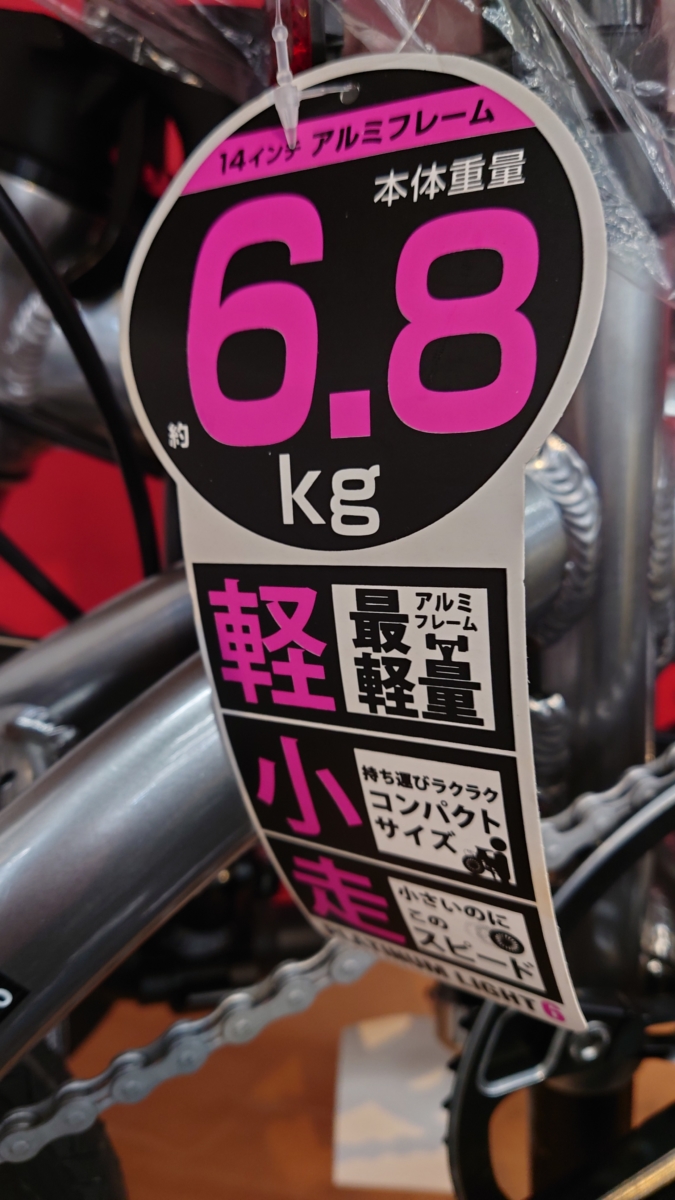 14インチ アルミフレーム
本体重量
約
6.8
kg
軽
最軽量
アルミ
フレーム
小
持ち運びラクラク
コンパクト
サイズ
走
小さいのに
この
スピード
PLATINUM LIGHT 6